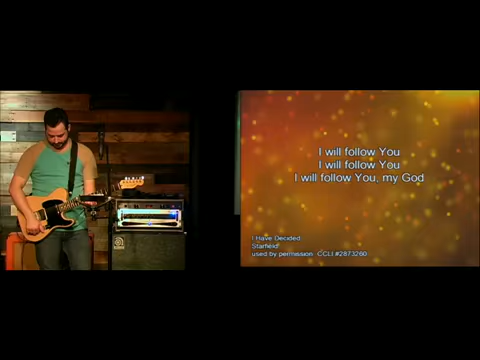 I will follow You
I will follow You
I will follow You, my God
I Have Decided
Starfield
used by permission  CCLI #2873260